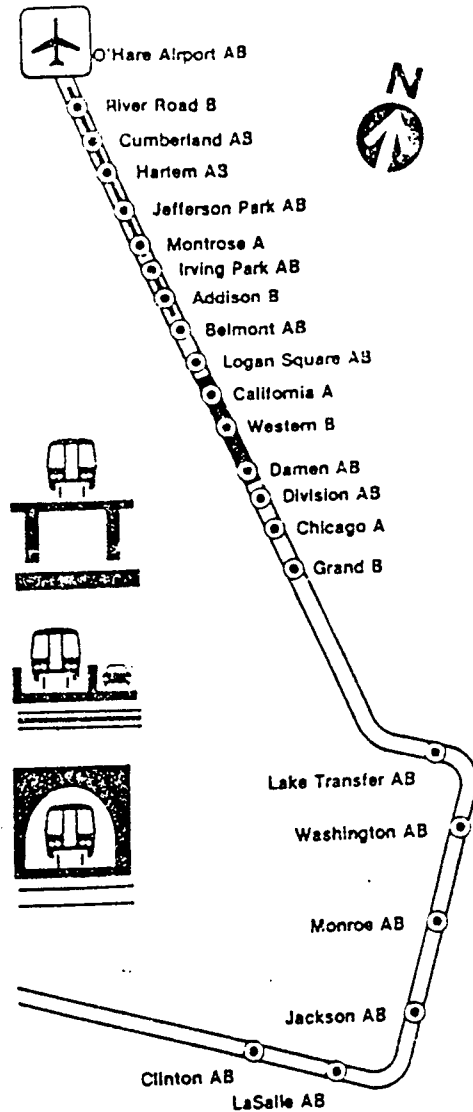 O'Hare Airport AB
N
River Road B
Cumberland AB
Harlem AB
Jefferson Park AB
Montrose A
Irving Park AB
Addison B
Belmont AB
Logan Square AB
California A
Western B
Damen AB
Division AB
Chicago A
Grand B
Lake Transfer AB
Washington AB
Monroe AB
Jackson AB
Clinton AB
LaSalle AB